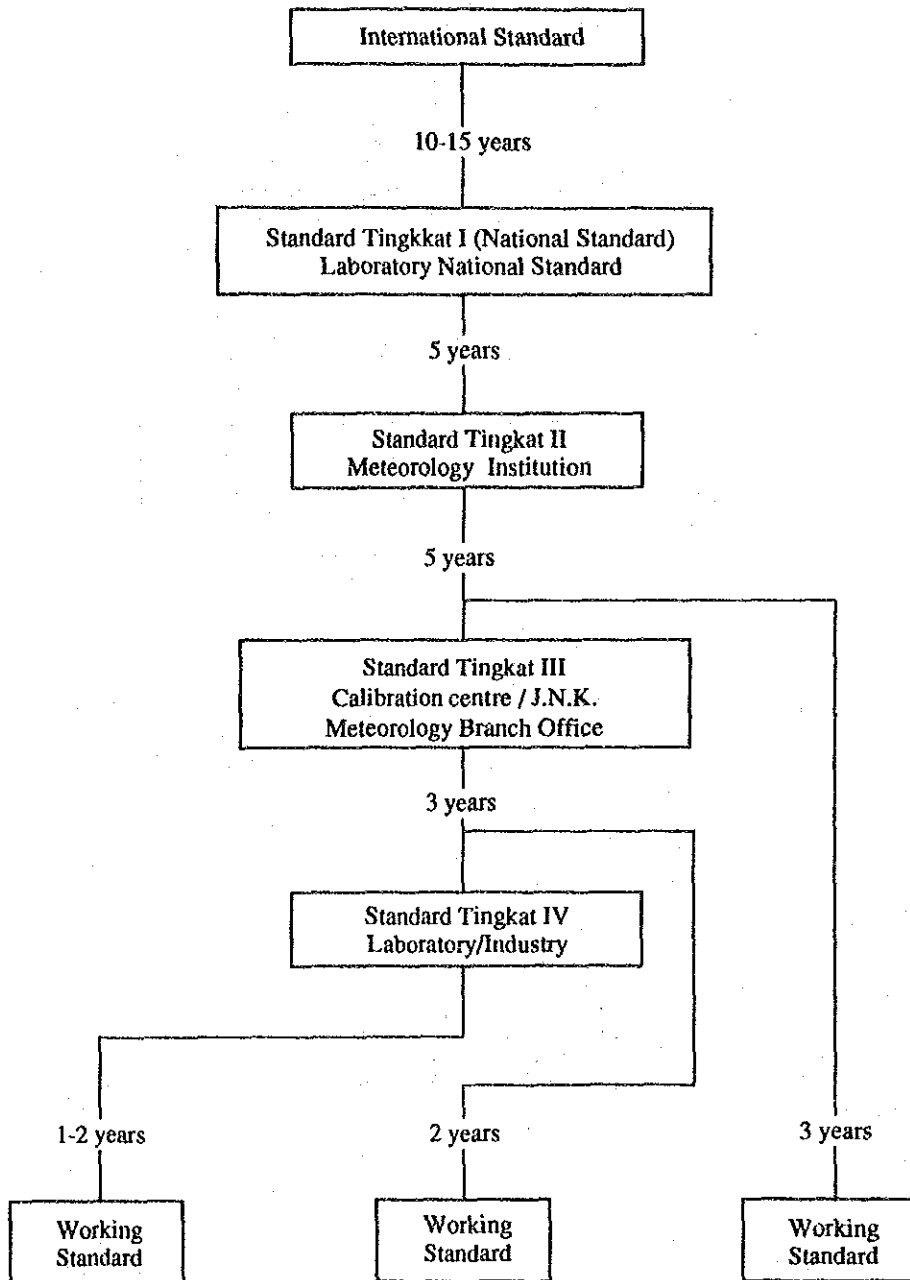 International Standard
10-15 years
Standard Tingkkat I (National Standard)
Laboratory National Standard
5 years
Standard Tingkat II
Meteorology Institution
5 years
Standard Tingkat III
Calibration centre / J.N.K.
Meteorology Branch Office
3 years
Standard Tingkat IV
Laboratory/Industry
1-2 years
2 years
3 years
Working
Standard
Working
Standard
Working
Standard